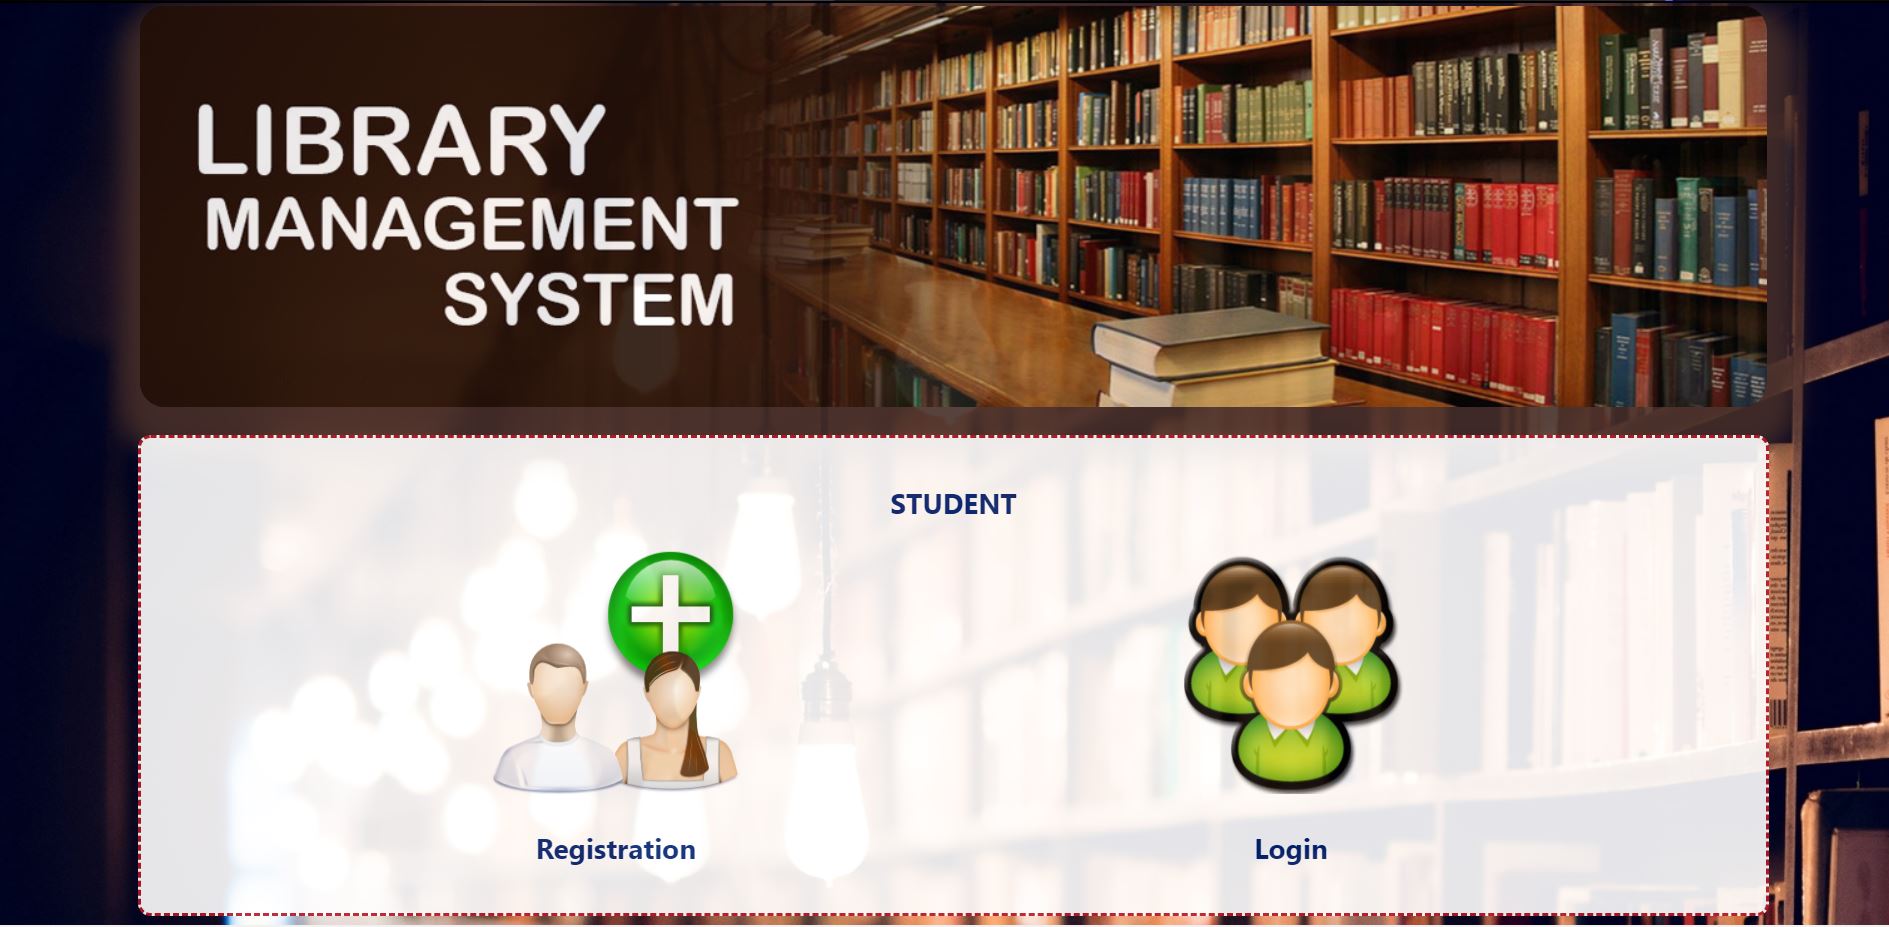 LIBRARY
MANAGEMENT
SYSTEM
STUDENT
Registration
Login